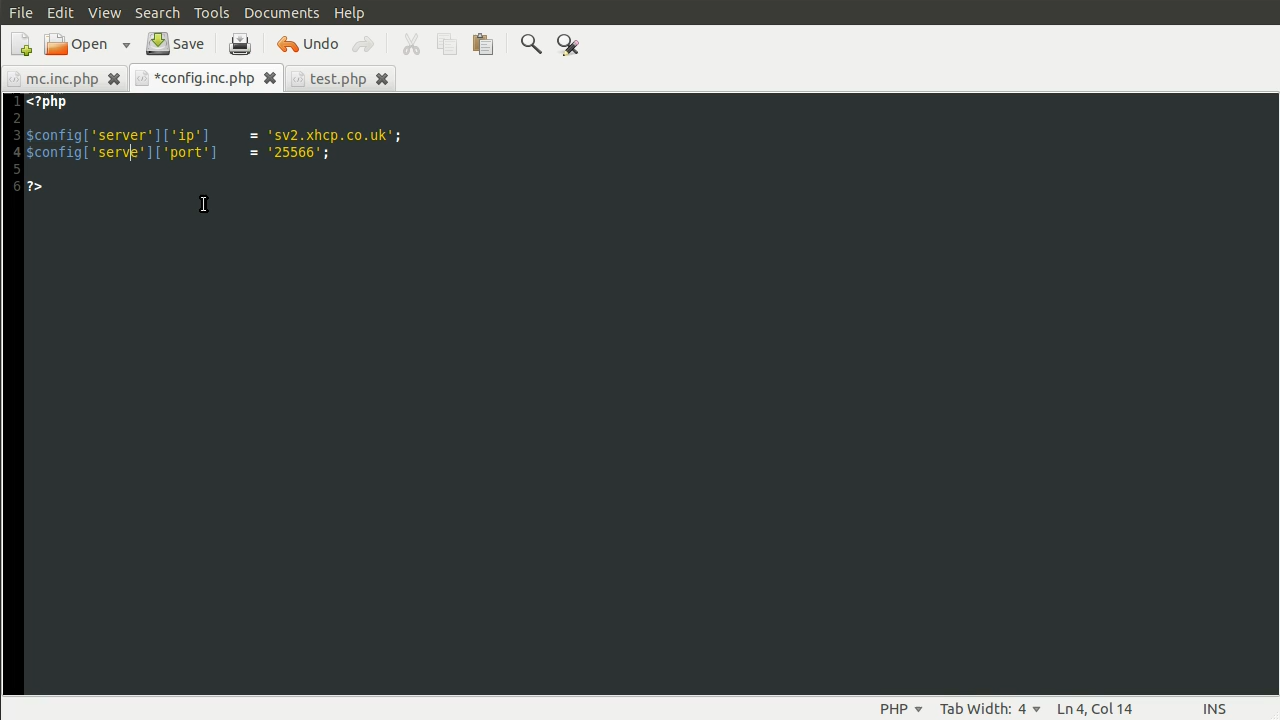 File Edit View Search Tools Documents Help
Open Save Undo
mc.inc.php *config.inc.php test.php
1 <?php
2
3 $config['server']['ip']     = 'sv2.xhcp.co.uk';
4 $config['serve']['port']    = '25566';
5
6 ?>
PHP Tab Width: 4 Ln 4, Col 14 INS